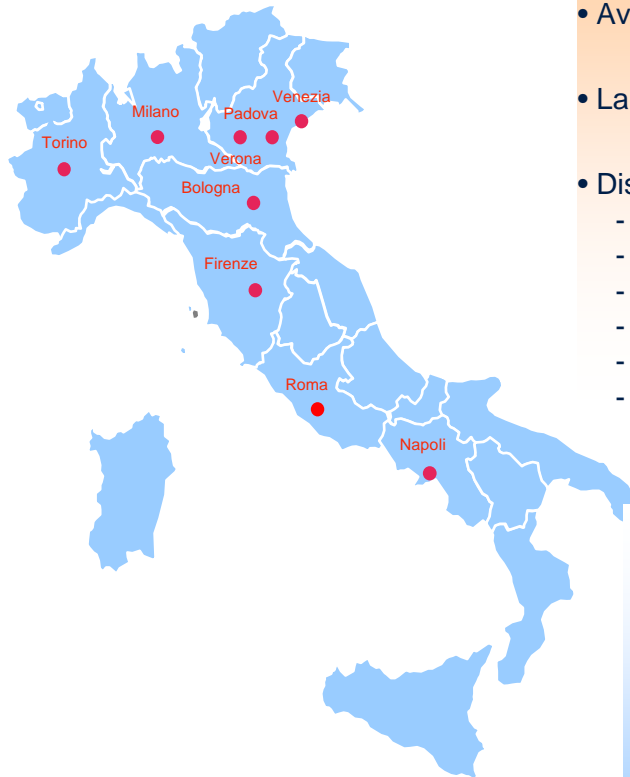 Venezia
Milano
Padova
Torino
Verona
Bologna
Firenze
Roma
Napoli
• Av
• La
• Dis
-
-
-
-
-
-